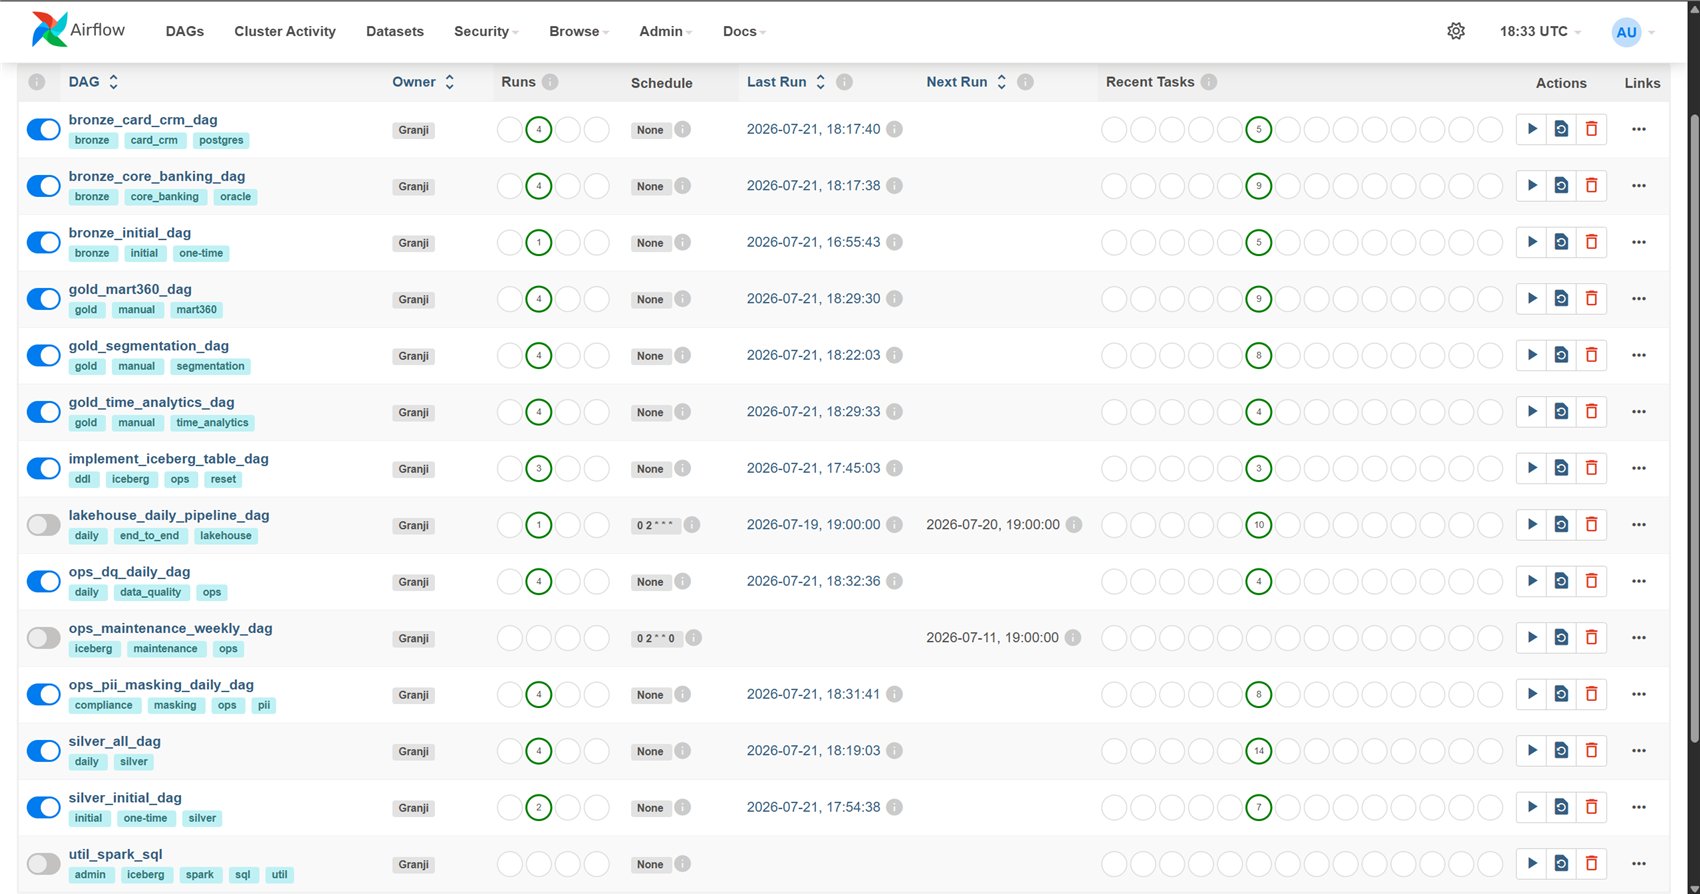 Airflow DAGs Cluster Activity Datasets Security Browse Admin Docs 18:33 UTC AU
DAG Owner Runs Schedule Last Run Next Run Recent Tasks Actions Links
bronze_card_crm_dag
Granji 4 None 2026-07-21, 18:17:40 5
bronze card_crm postgres
bronze_core_banking_dag
Granji 4 None 2026-07-21, 18:17:38 9
bronze core_banking oracle
bronze_initial_dag
Granji 1 None 2026-07-21, 16:55:43 5
bronze initial one-time
gold_mart360_dag
Granji 4 None 2026-07-21, 18:29:30 9
gold manual mart360
gold_segmentation_dag
Granji 4 None 2026-07-21, 18:22:03 8
gold manual segmentation
gold_time_analytics_dag
Granji 4 None 2026-07-21, 18:29:33 4
gold manual time_analytics
implement_iceberg_table_dag
Granji 3 None 2026-07-21, 17:45:03 3
ddl iceberg ops reset
lakehouse_daily_pipeline_dag
Granji 1 0 2 * * * 2026-07-19, 19:00:00 2026-07-20, 19:00:00 10
daily end_to_end lakehouse
ops_dq_daily_dag
Granji 4 None 2026-07-21, 18:32:36 4
daily data_quality ops
ops_maintenance_weekly_dag
Granji 0 2 * * 0 2026-07-11, 19:00:00
iceberg maintenance ops
ops_pii_masking_daily_dag
Granji 4 None 2026-07-21, 18:31:41 8
compliance masking ops pii
silver_all_dag
Granji 4 None 2026-07-21, 18:19:03 14
daily silver
silver_initial_dag
Granji 2 None 2026-07-21, 17:54:38 7
initial one-time silver
util_spark_sql
Granji None
admin iceberg spark sql util